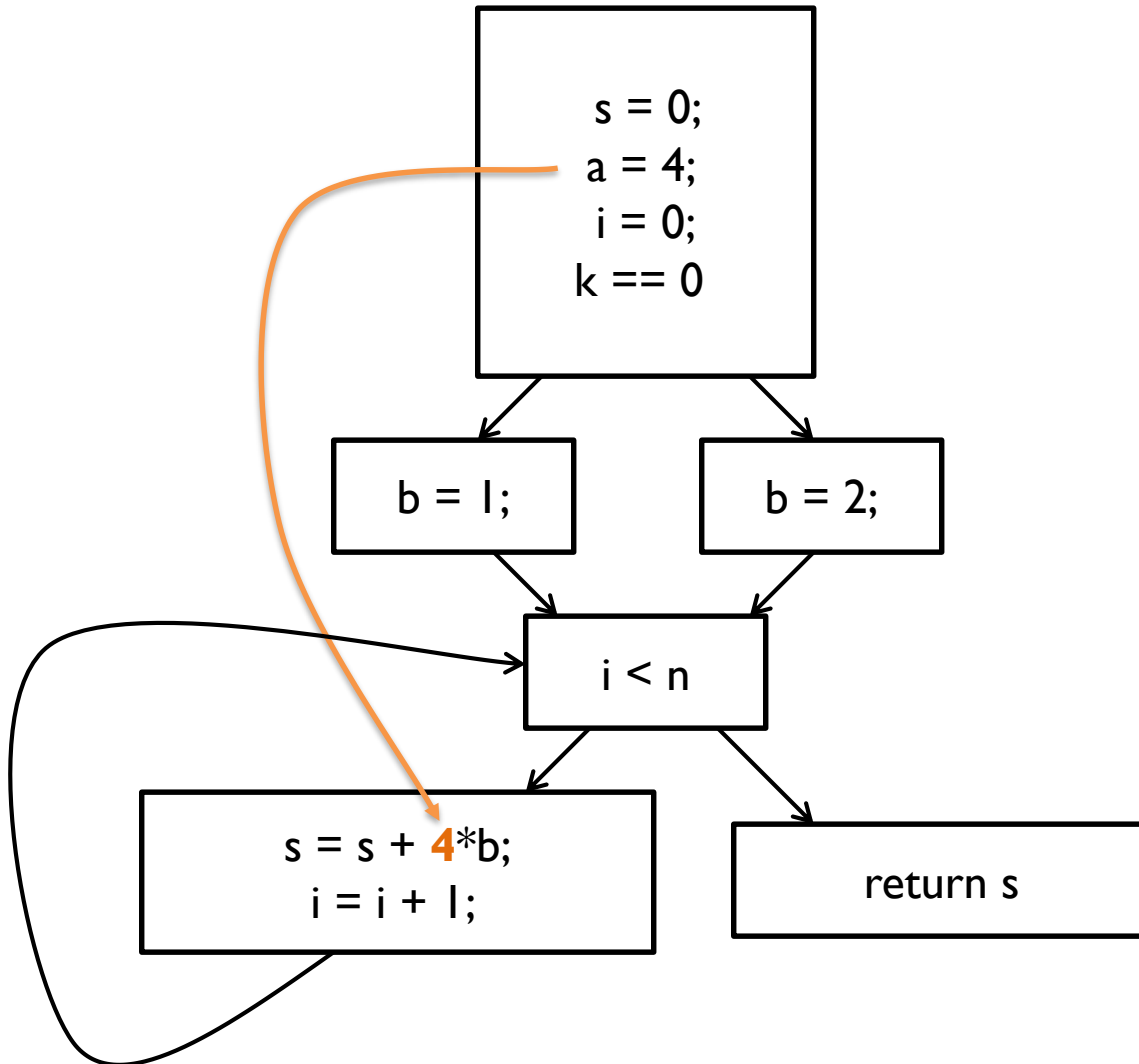 s = 0;
a = 4;
i = 0;
k == 0
b = 1;
b = 2;
i < n
s = s + 4*b;
i = i + 1;
return s